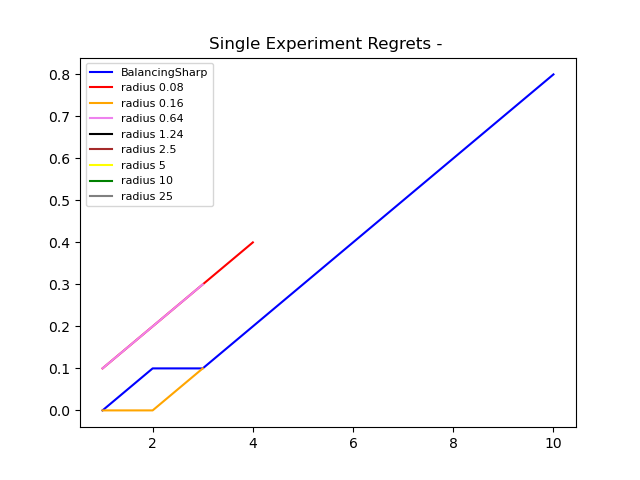 Single Experiment Regrets -
BalancingSharp
radius 0.08
radius 0.16
radius 0.64
radius 1.24
radius 2.5
radius 5
radius 10
radius 25
0.8
0.7
0.6
0.5
0.4
0.3
0.2
0.1
0.0
2 4 6 8 10